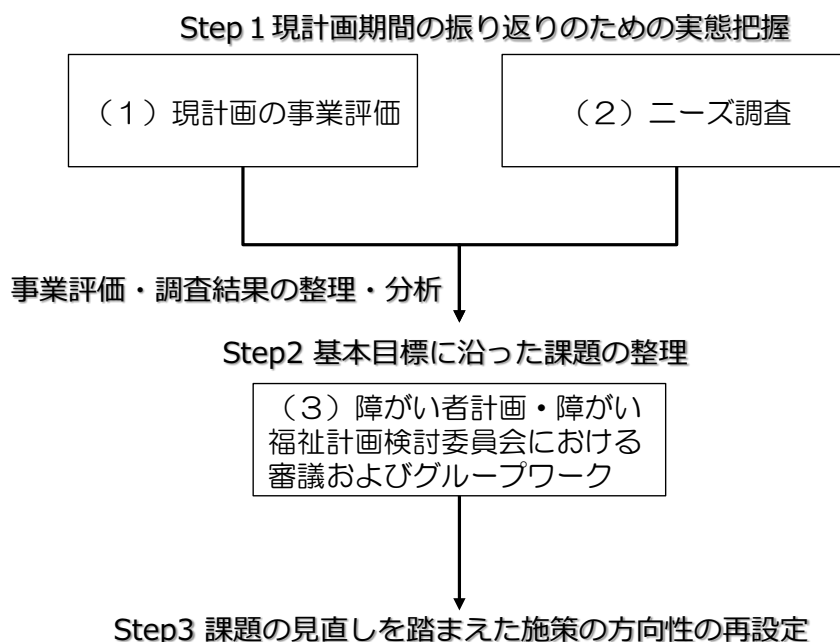 Step１現計画期間の振り返りのための実態把握
（１）現計画の事業評価
（２）ニーズ調査
事業評価・調査結果の整理・分析
Step2 基本目標に沿った課題の整理
（３）障がい者計画・障がい
福祉計画検討委員会における
審議およびグループワーク
Step3 課題の見直しを踏まえた施策の方向性の再設定